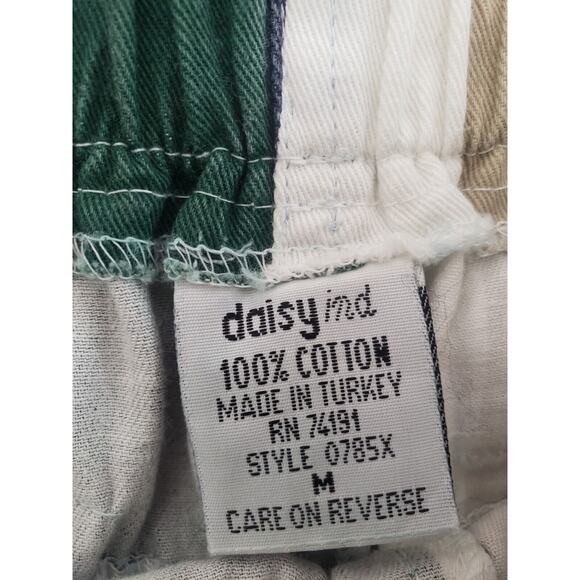 daisy ind
100% COTTON
MADE IN TURKEY
RN 74191
STYLE 0785X
M
CARE ON REVERSE